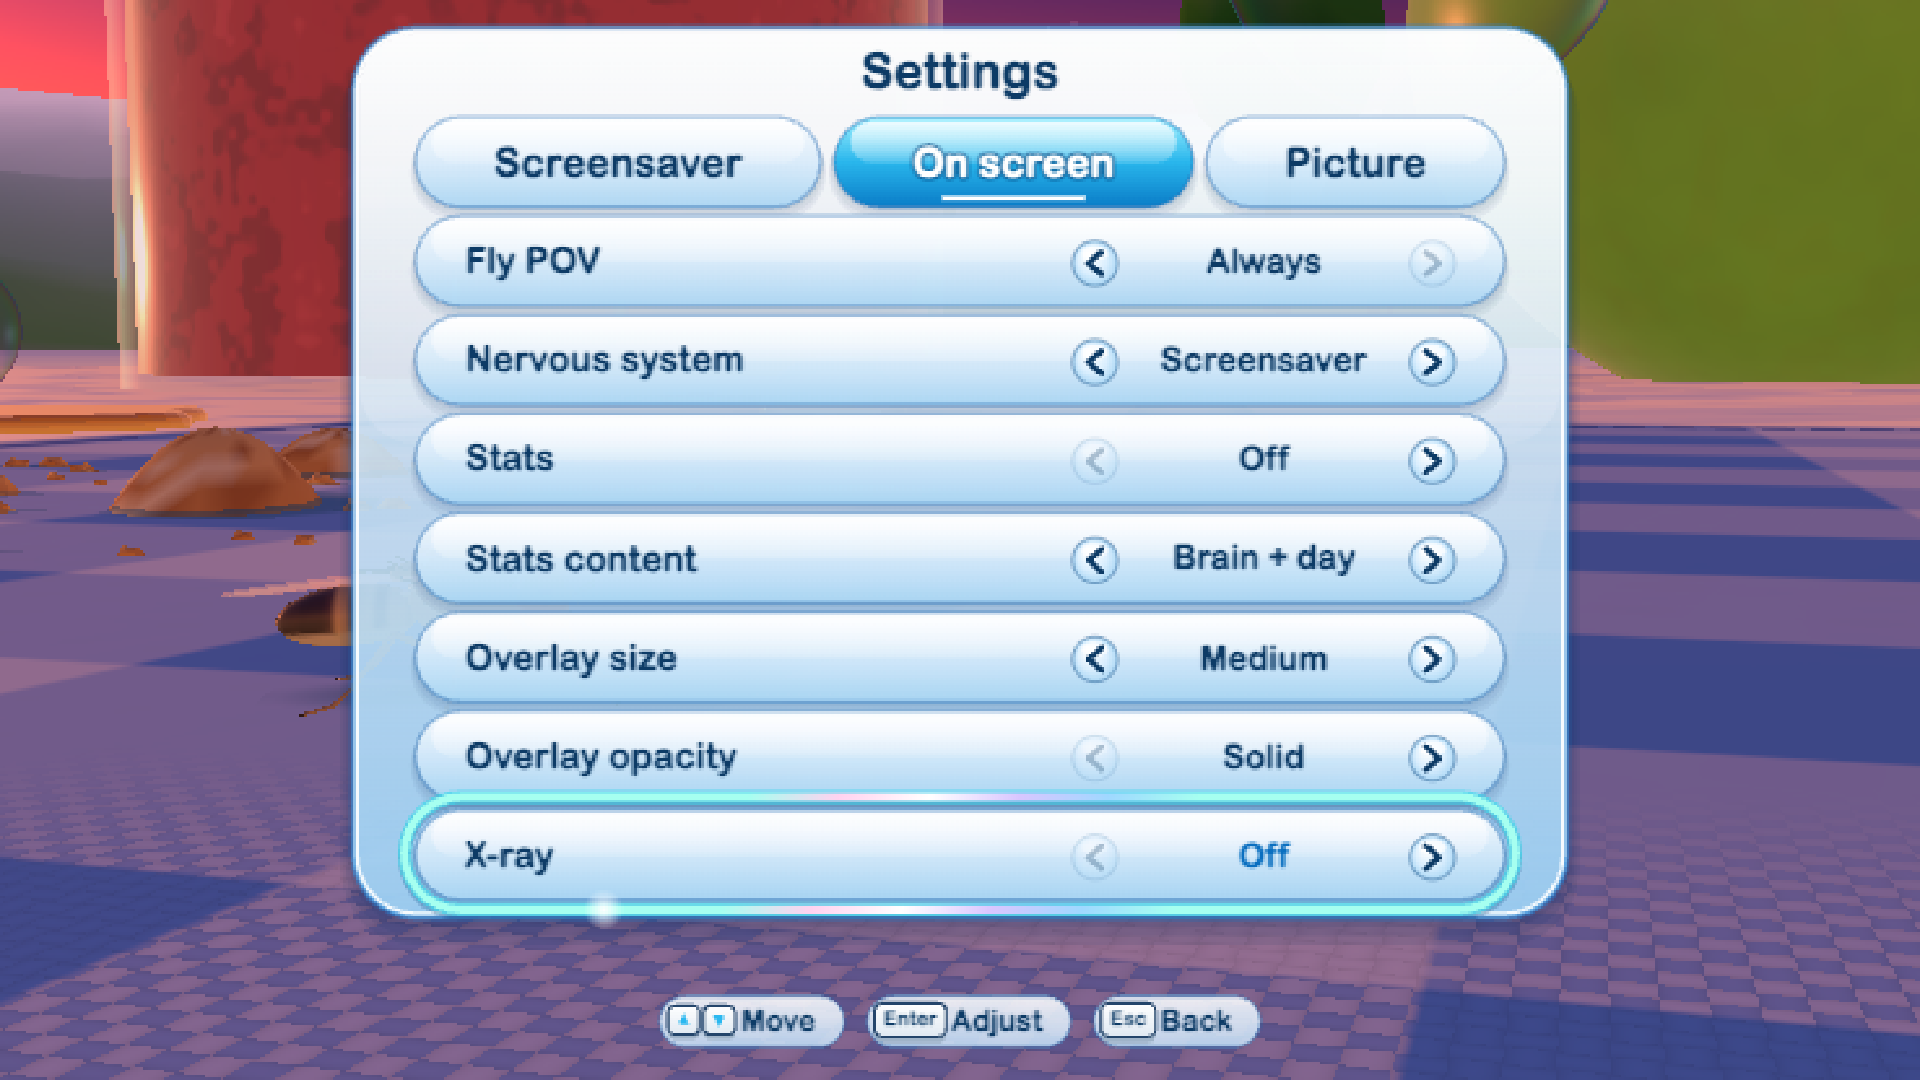 Settings
Screensaver On screen Picture
Fly POV Always
Nervous system Screensaver
Stats Off
Stats content Brain + day
Overlay size Medium
Overlay opacity Solid
X-ray Off
Move Enter Adjust Esc Back